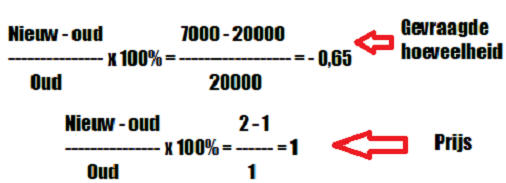 Nieuw - oud 7000 - 20000 Gevraagde
--------------- x 100% = ------------------ = - 0,65 hoeveelheid
Oud 20000
Nieuw - oud 2 - 1
--------------- x 100% = ------ = 1 Prijs
Oud 1